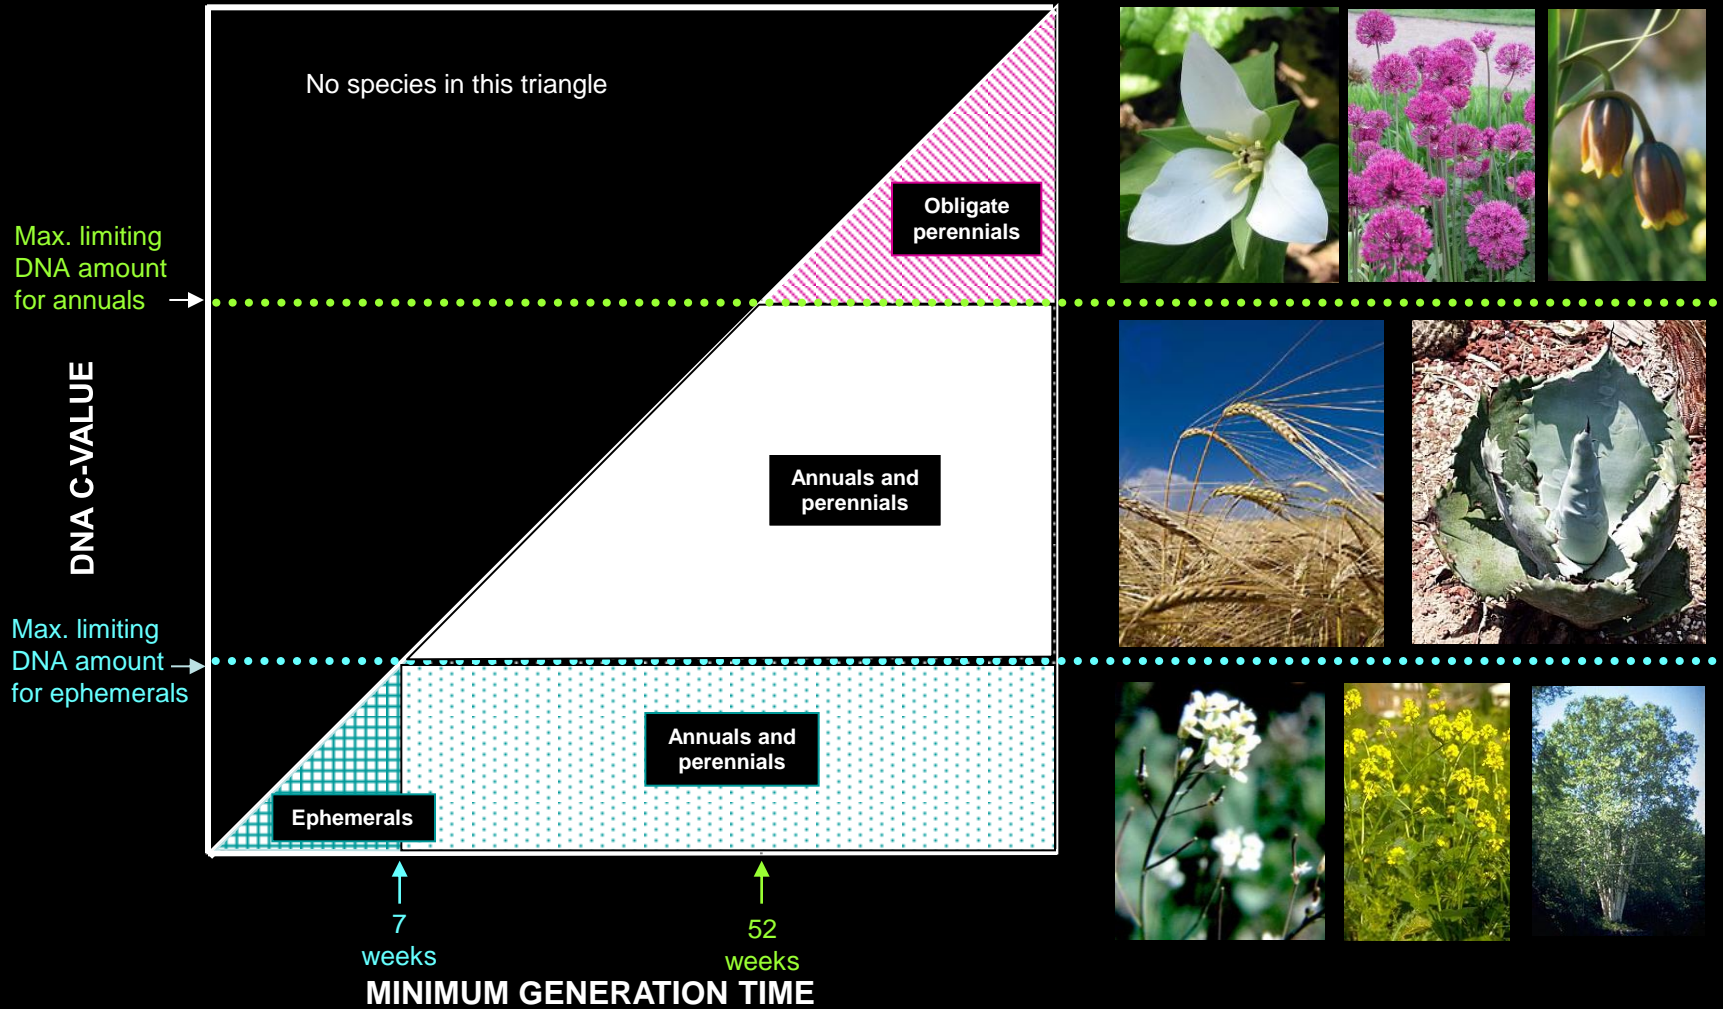 No species in this triangle
Obligate
perennials
Max. limiting
DNA amount
for annuals
DNA C-VALUE
Annuals and
perennials
Max. limiting
DNA amount
for ephemerals
Annuals and
perennials
Ephemerals
7
weeks
52
weeks
MINIMUM GENERATION TIME